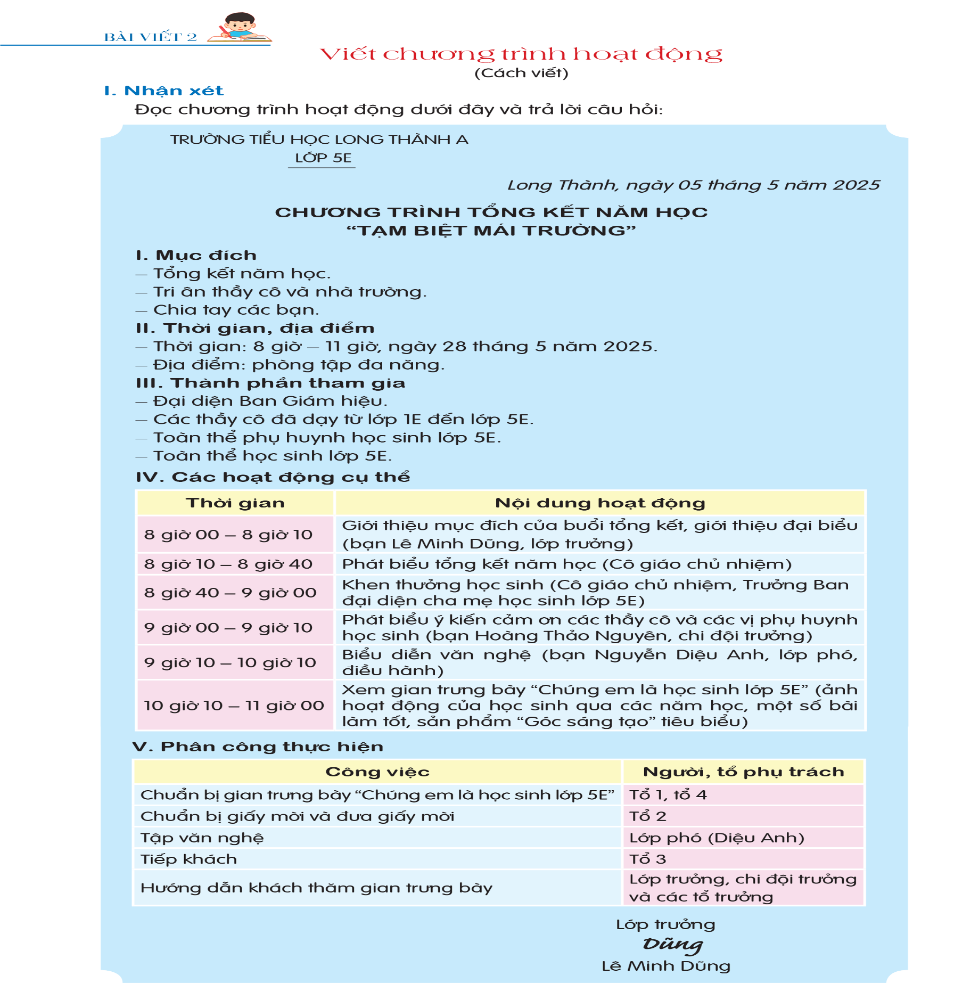 BÀI VIẾT 2
Viết chương trình hoạt động
(Cách viết)
I. Nhận xét
Đọc chương trình hoạt động dưới đây và trả lời câu hỏi:
TRƯỜNG TIỂU HỌC LONG THÀNH A
LỚP 5E
Long Thành, ngày 05 tháng 5 năm 2025
CHƯƠNG TRÌNH TỔNG KẾT NĂM HỌC
“TẠM BIỆT MÁI TRƯỜNG”
I. Mục đích
– Tổng kết năm học.
– Tri ân thầy cô và nhà trường.
– Chia tay các bạn.
II. Thời gian, địa điểm
– Thời gian: 8 giờ – 11 giờ, ngày 28 tháng 5 năm 2025.
– Địa điểm: phòng tập đa năng.
III. Thành phần tham gia
– Đại diện Ban Giám hiệu.
– Các thầy cô đã dạy từ lớp 1E đến lớp 5E.
– Toàn thể phụ huynh học sinh lớp 5E.
– Toàn thể học sinh lớp 5E.
IV. Các hoạt động cụ thể
Thời gian Nội dung hoạt động
8 giờ 00 – 8 giờ 10 Giới thiệu mục đích của buổi tổng kết, giới thiệu đại biểu
(bạn Lê Minh Dũng, lớp trưởng)
8 giờ 10 – 8 giờ 40 Phát biểu tổng kết năm học (Cô giáo chủ nhiệm)
8 giờ 40 – 9 giờ 00 Khen thưởng học sinh (Cô giáo chủ nhiệm, Trưởng Ban
đại diện cha mẹ học sinh lớp 5E)
9 giờ 00 – 9 giờ 10 Phát biểu ý kiến cảm ơn các thầy cô và các vị phụ huynh
học sinh (bạn Hoàng Thảo Nguyên, chi đội trưởng)
9 giờ 10 – 10 giờ 10 Biểu diễn văn nghệ (bạn Nguyễn Diệu Anh, lớp phó,
điều hành)
10 giờ 10 – 11 giờ 00 Xem gian trưng bày “Chúng em là học sinh lớp 5E” (ảnh
hoạt động của học sinh qua các năm học, một số bài
làm tốt, sản phẩm “Góc sáng tạo” tiêu biểu)
V. Phân công thực hiện
Công việc Người, tổ phụ trách
Chuẩn bị gian trưng bày “Chúng em là học sinh lớp 5E” Tổ 1, tổ 4
Chuẩn bị giấy mời và đưa giấy mời Tổ 2
Tập văn nghệ Lớp phó (Diệu Anh)
Tiếp khách Tổ 3
Hướng dẫn khách thăm gian trưng bày Lớp trưởng, chi đội trưởng
và các tổ trưởng
Lớp trưởng
Dũng
Lê Minh Dũng